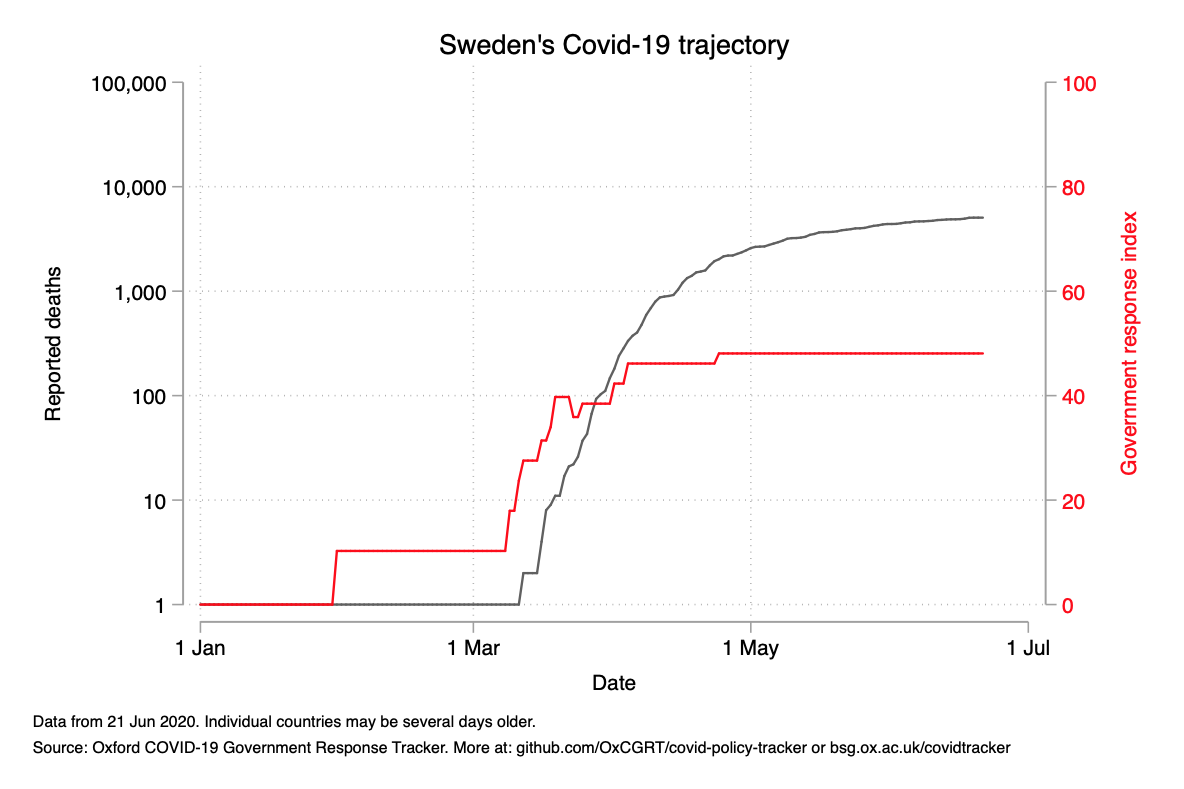 Sweden's Covid-19 trajectory
100,000
10,000
1,000
100
10
1
Reported deaths
100
80
60
40
20
0
Government response index
1 Jan
1 Mar
1 May
1 Jul
Date
Data from 21 Jun 2020. Individual countries may be several days older.
Source: Oxford COVID-19 Government Response Tracker. More at: github.com/OxCGRT/covid-policy-tracker or bsg.ox.ac.uk/covidtracker